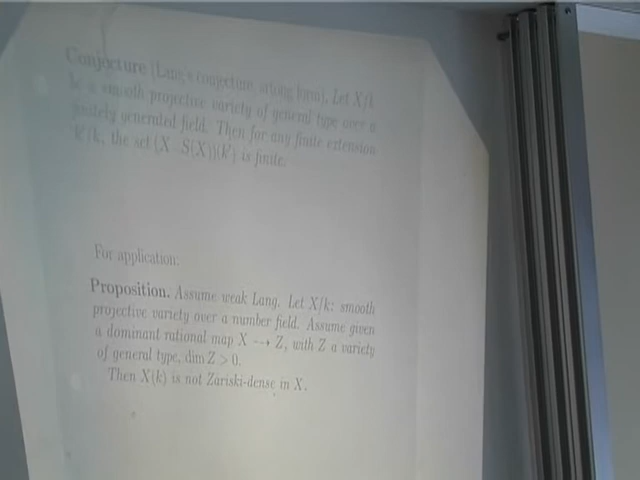 Conjecture (Lang's conjecture, strong form). Let X/k
be a smooth projective variety of general type over a
finitely generated field. Then for any finite extension
k'/k, the set (X - S(X))(k') is finite.
For application:
Proposition. Assume weak Lang. Let X/k: smooth
projective variety over a number field. Assume given
a dominant rational map X --→ Z, with Z a variety
of general type, dim Z > 0.
Then X(k) is not Zariski-dense in X.